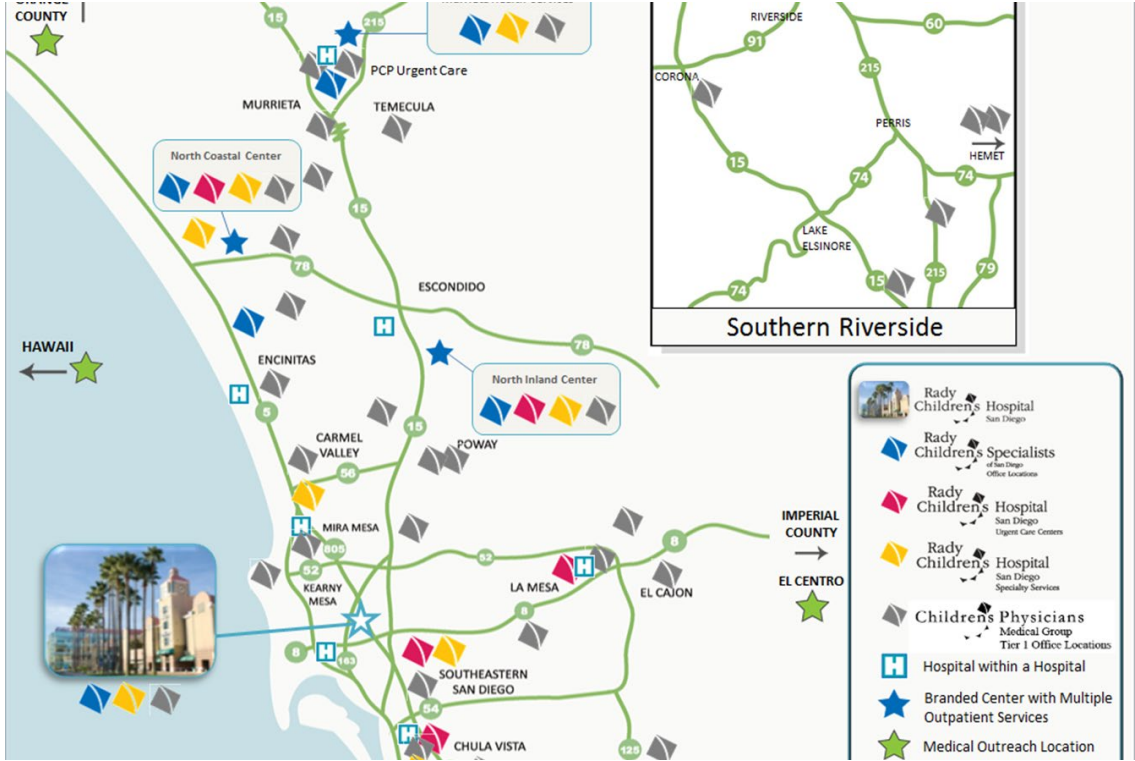 ORANGE
COUNTY
15
215
PCP Urgent Care
MURRIETA
TEMECULA
North Coastal Center
15
78
ESCONDIDO
78
HAWAII
ENCINITAS
North Inland Center
5
15
CARMEL
VALLEY
POWAY
56
MIRA MESA
805
52
52
KEARNY
MESA
LA MESA
8
EL CAJON
8
8
163
SOUTHEASTERN
SAN DIEGO
54
CHULA VISTA
125
IMPERIAL
COUNTY
EL CENTRO
RIVERSIDE
60
91
215
CORONA
PERRIS
HEMET
15
74
74
LAKE
ELSINORE
74
15
215
79
Southern Riverside
Rady
Children's Hospital
San Diego
Rady
Children's Specialists
of San Diego
Office Locations
Rady
Children's Hospital
San Diego
Urgent Care Centers
Rady
Children's Hospital
San Diego
Specialty Services
Children's Physicians
Medical Group
Tier 1 Office Locations
H Hospital within a Hospital
Branded Center with Multiple
Outpatient Services
Medical Outreach Location
H
H
H
H
H
H
H